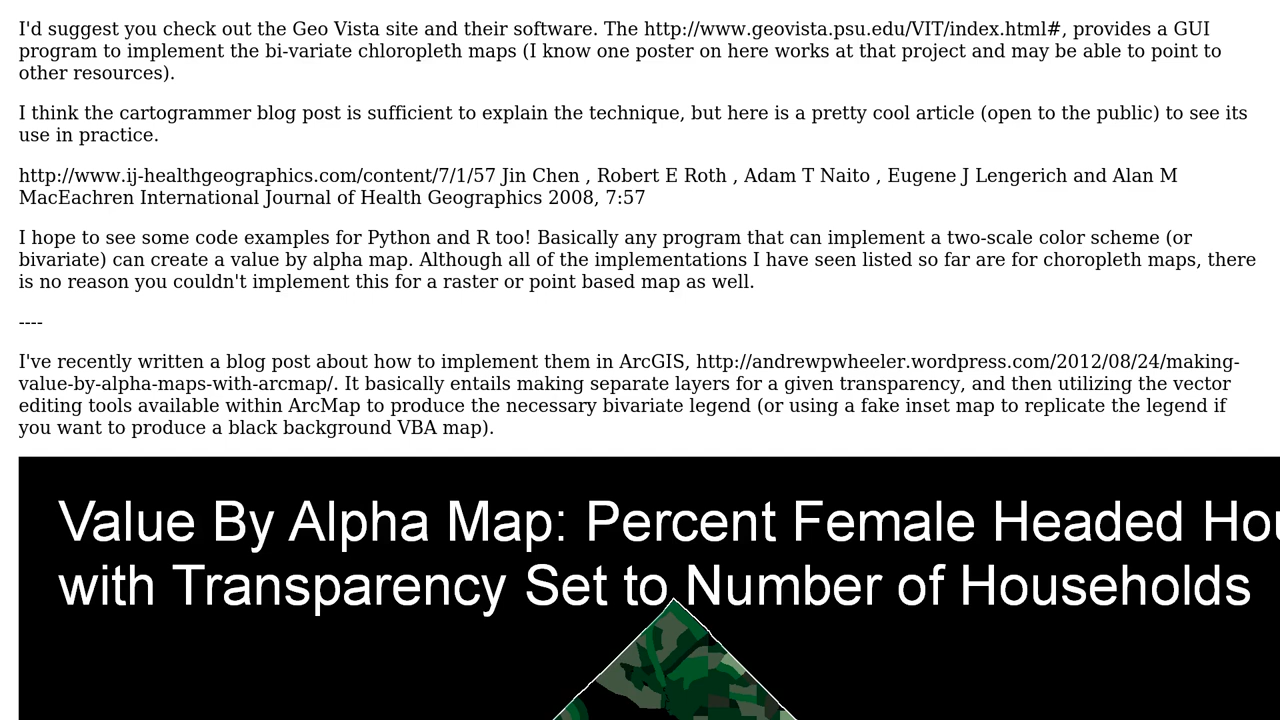 I'd suggest you check out the Geo Vista site and their software. The http://www.geovista.psu.edu/VIT/index.html#, provides a GUI
program to implement the bi-variate chloropleth maps (I know one poster on here works at that project and may be able to point to
other resources).
I think the cartogrammer blog post is sufficient to explain the technique, but here is a pretty cool article (open to the public) to see its
use in practice.
http://www.ij-healthgeographics.com/content/7/1/57 Jin Chen , Robert E Roth , Adam T Naito , Eugene J Lengerich and Alan M
MacEachren International Journal of Health Geographics 2008, 7:57
I hope to see some code examples for Python and R too! Basically any program that can implement a two-scale color scheme (or
bivariate) can create a value by alpha map. Although all of the implementations I have seen listed so far are for choropleth maps, there
is no reason you couldn't implement this for a raster or point based map as well.
----
I've recently written a blog post about how to implement them in ArcGIS, http://andrewpwheeler.wordpress.com/2012/08/24/making-
value-by-alpha-maps-with-arcmap/. It basically entails making separate layers for a given transparency, and then utilizing the vector
editing tools available within ArcMap to produce the necessary bivariate legend (or using a fake inset map to replicate the legend if
you want to produce a black background VBA map).
Value By Alpha Map: Percent Female Headed
with Transparency Set to Number of Households